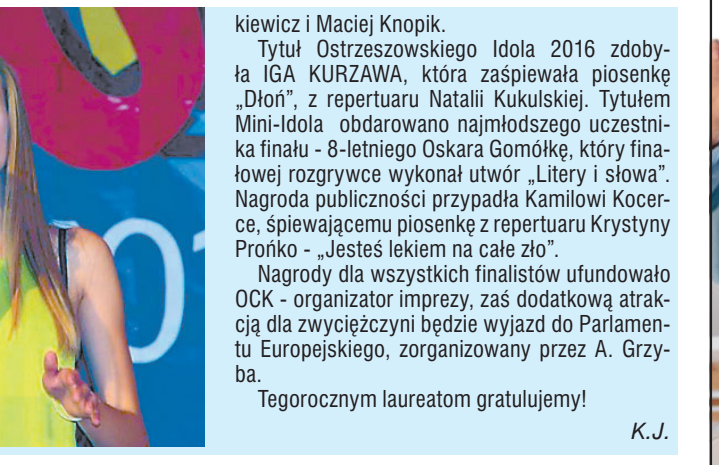 kiewicz i Maciej Knopik.
Tytuł Ostrzeszowskiego Idola 2016 zdoby-
ła IGA KURZAWA, która zaśpiewała piosenkę
„Dłoń”, z repertuaru Natalii Kukulskiej. Tytułem
Mini-Idola obdarowano najmłodszego uczestni-
ka finału - 8-letniego Oskara Gomółkę, który fina-
łowej rozgrywce wykonał utwór „Litery i słowa”.
Nagroda publiczności przypadła Kamilowi Kocer-
ce, śpiewającemu piosenkę z repertuaru Krystyny
Prońko - „Jesteś lekiem na całe zło”.
Nagrody dla wszystkich finalistów ufundowało
OCK - organizator imprezy, zaś dodatkową atrak-
cją dla zwyciężczyni będzie wyjazd do Parlamen-
tu Europejskiego, zorganizowany przez A. Grzy-
ba.
Tegorocznym laureatom gratulujemy!
K.J.